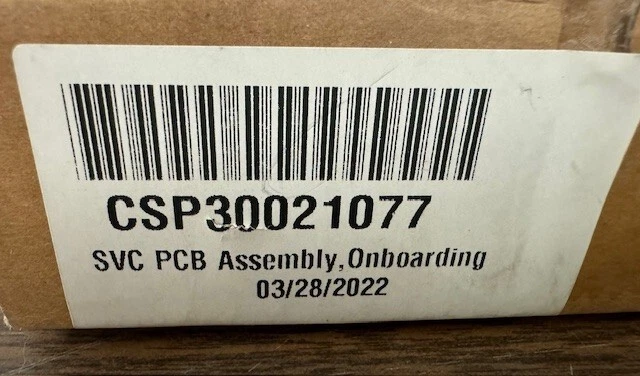 CSP30021077
SVC PCB Assembly,Onboarding
03/28/2022